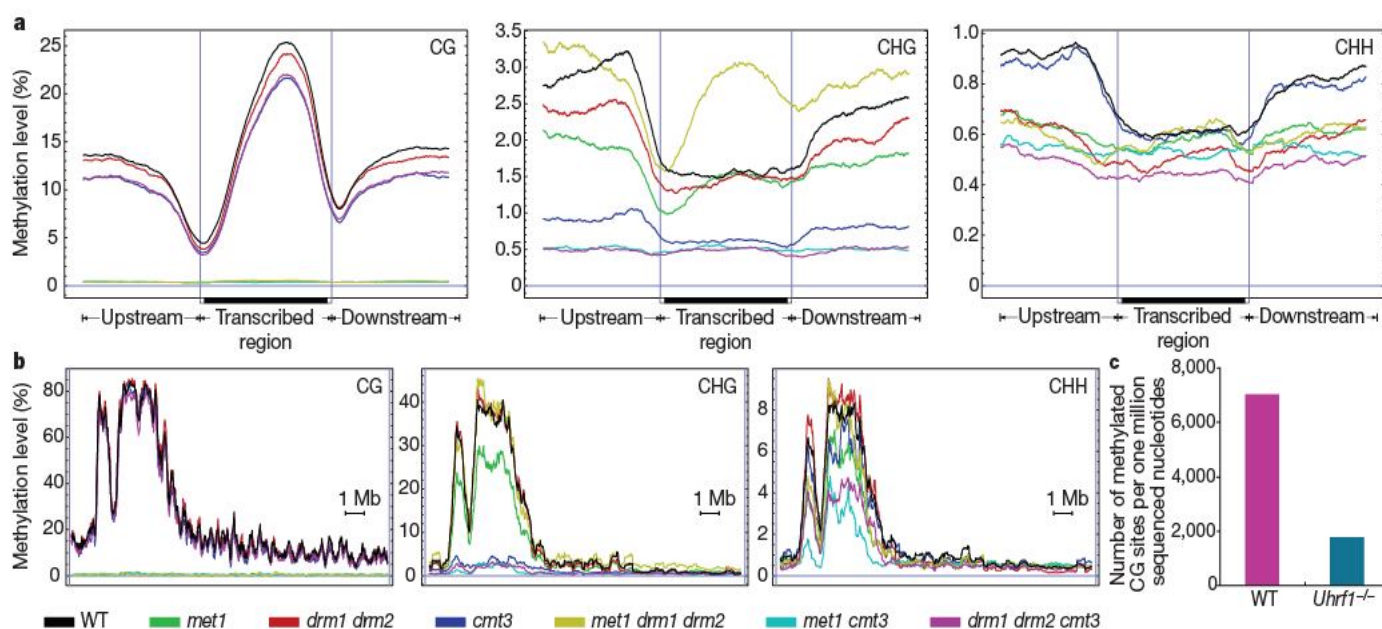 a
CG
CHG
CHH
Methylation level (%)
25
20
15
10
5
0
3.5
3.0
2.5
2.0
1.5
1.0
0.5
0
1.0
0.8
0.6
0.4
0.2
0
Upstream Transcribed region Downstream
Upstream Transcribed region Downstream
Upstream Transcribed region Downstream
b
CG
CHG
CHH
Methylation level (%)
80
60
40
20
0
40
30
20
10
0
8
6
4
2
0
1 Mb
1 Mb
1 Mb
c
Number of methylated
CG sites per one million
sequenced nucleotides
8,000
6,000
4,000
2,000
0
WT Uhrf1–/–
WT met1 drm1 drm2 cmt3 met1 drm1 drm2 met1 cmt3 drm1 drm2 cmt3